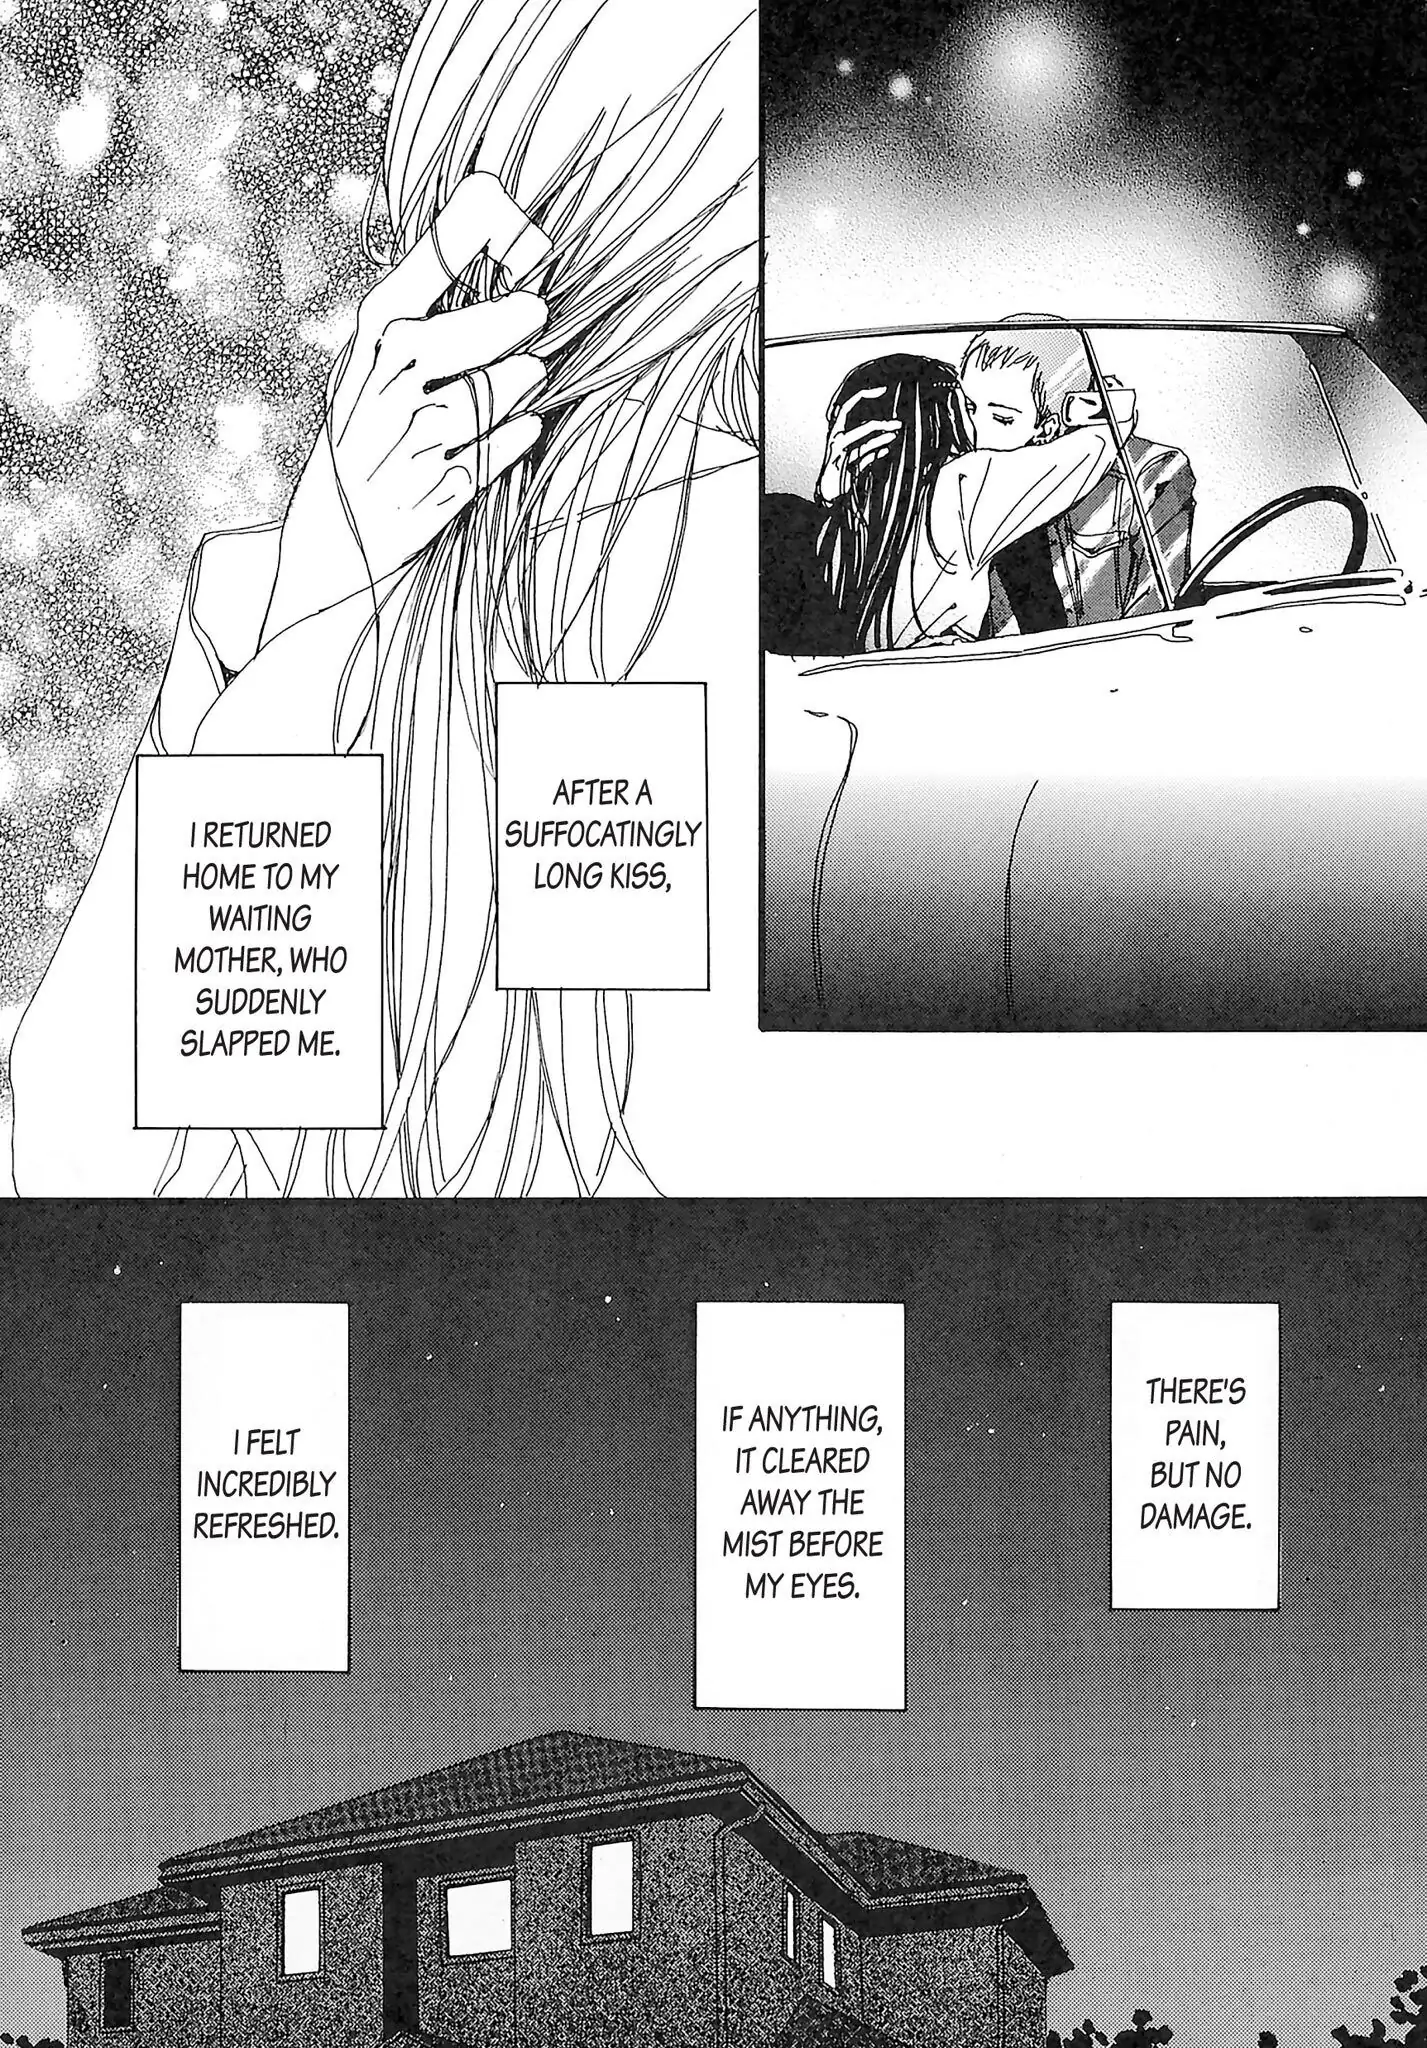 AFTER A
SUFFOCATINGLY
LONG KISS,
I RETURNED
HOME TO MY
WAITING
MOTHER, WHO
SUDDENLY
SLAPPED ME.
THERE'S
PAIN,
BUT NO
DAMAGE.
IF ANYTHING,
IT CLEARED
AWAY THE
MIST BEFORE
MY EYES.
I FELT
INCREDIBLY
REFRESHED.